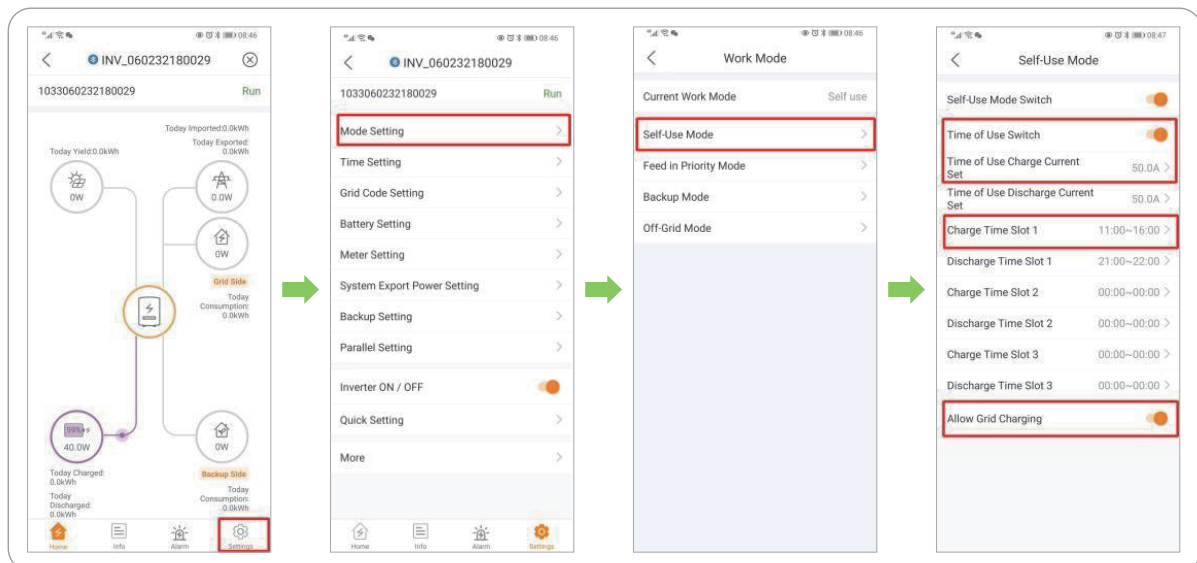 08:46
INV_060232180029
1033060232180029 Run
Today Imported:0.0kWh
Today Exported:
0.0kWh
Today Yield:0.0kWh
0W
0.0W
0W
Grid Side
Today
Consumption:
0.0kWh
99%
40.0W
0W
Today Charged:
0.0kWh
Today
Discharged:
0.0kWh
Backup Side
Today
Consumption:
0.0kWh
Home Info Alarm Settings
08:46
INV_060232180029
1033060232180029 Run
Mode Setting
Time Setting
Grid Code Setting
Battery Setting
Meter Setting
System Export Power Setting
Backup Setting
Parallel Setting
Inverter ON / OFF
Quick Setting
More
Home Info Alarm Settings
08:46
Work Mode
Current Work Mode Self use
Self-Use Mode
Feed in Priority Mode
Backup Mode
Off-Grid Mode
08:47
Self-Use Mode
Self-Use Mode Switch
Time of Use Switch
Time of Use Charge Current
Set 50.0A
Time of Use Discharge Current
Set 50.0A
Charge Time Slot 1 11:00~16:00
Discharge Time Slot 1 21:00~22:00
Charge Time Slot 2 00:00~00:00
Discharge Time Slot 2 00:00~00:00
Charge Time Slot 3 00:00~00:00
Discharge Time Slot 3 00:00~00:00
Allow Grid Charging